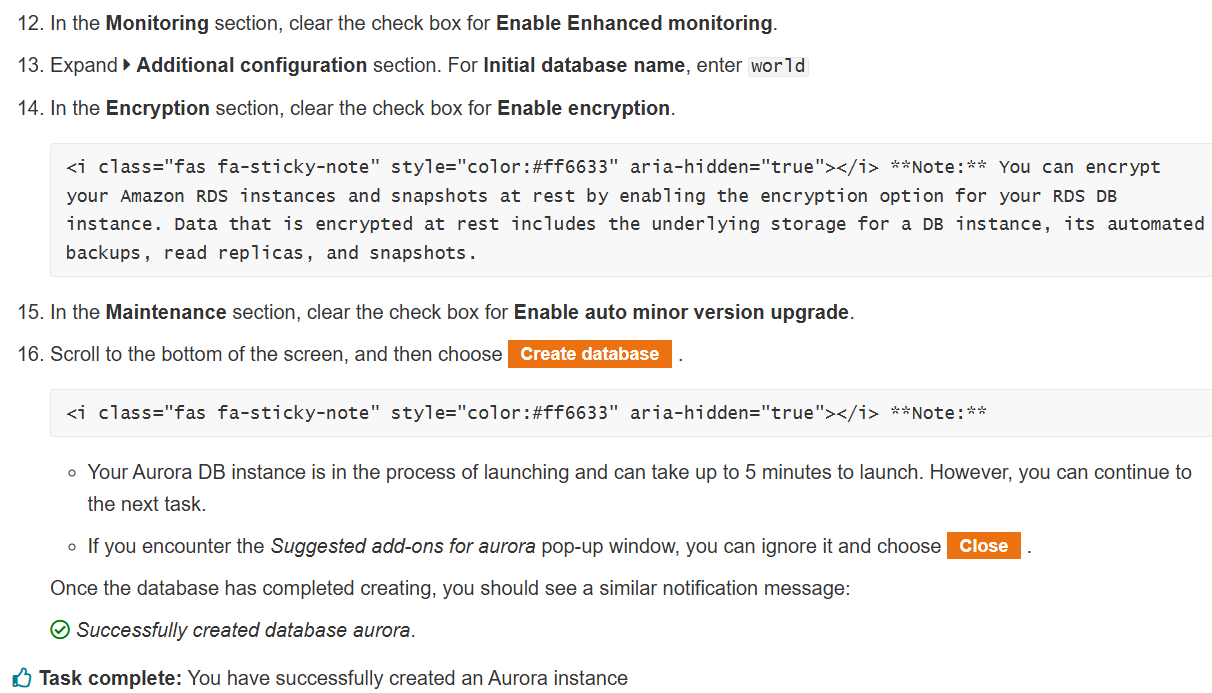 12. In the Monitoring section, clear the check box for Enable Enhanced monitoring.
13. Expand Additional configuration section. For Initial database name, enter world
14. In the Encryption section, clear the check box for Enable encryption.
<i class="fas fa-sticky-note" style="color:#ff6633" aria-hidden="true"></i> **Note:** You can encrypt
your Amazon RDS instances and snapshots at rest by enabling the encryption option for your RDS DB
instance. Data that is encrypted at rest includes the underlying storage for a DB instance, its automated
backups, read replicas, and snapshots.
15. In the Maintenance section, clear the check box for Enable auto minor version upgrade.
16. Scroll to the bottom of the screen, and then choose Create database .
<i class="fas fa-sticky-note" style="color:#ff6633" aria-hidden="true"></i> **Note:**
Your Aurora DB instance is in the process of launching and can take up to 5 minutes to launch. However, you can continue to
the next task.
If you encounter the Suggested add-ons for aurora pop-up window, you can ignore it and choose Close .
Once the database has completed creating, you should see a similar notification message:
Successfully created database aurora.
Task complete: You have successfully created an Aurora instance